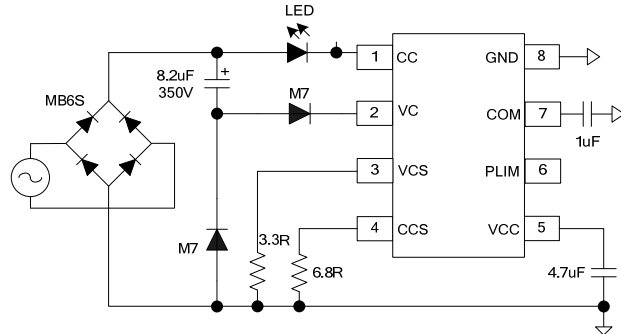 LED
1 CC
GND 8
8.2uF
350V
MB6S
M7
2 VC
COM 7
1uF
3 VCS
PLIM 6
4 CCS
VCC 5
M7
3.3R
6.8R
4.7uF